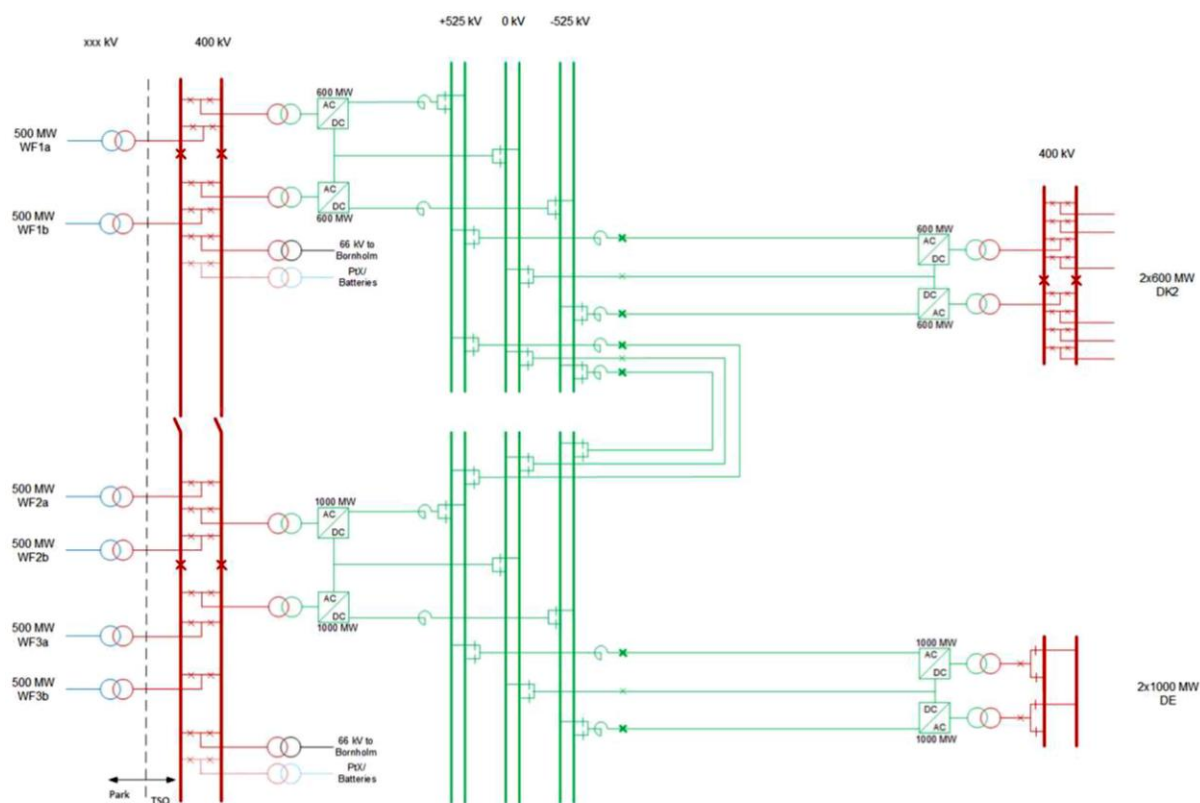 +525 kV 0 kV -525 kV
xxx kV 400 kV
600 MW
AC
DC
500 MW
WF1a
400 kV
AC
DC
600 MW
500 MW
WF1b
66 kV to
Bornholm
PtX/
Batteries
600 MW
AC
DC
2x600 MW
DK2
DC
AC
600 MW
500 MW
WF2a
1000 MW
AC
DC
500 MW
WF2b
AC
DC
1000 MW
500 MW
WF3a
1000 MW
AC
DC
500 MW
WF3b
2x1000 MW
DE
DC
AC
1000 MW
66 kV to
Bornholm
PtX/
Batteries
Park TSO